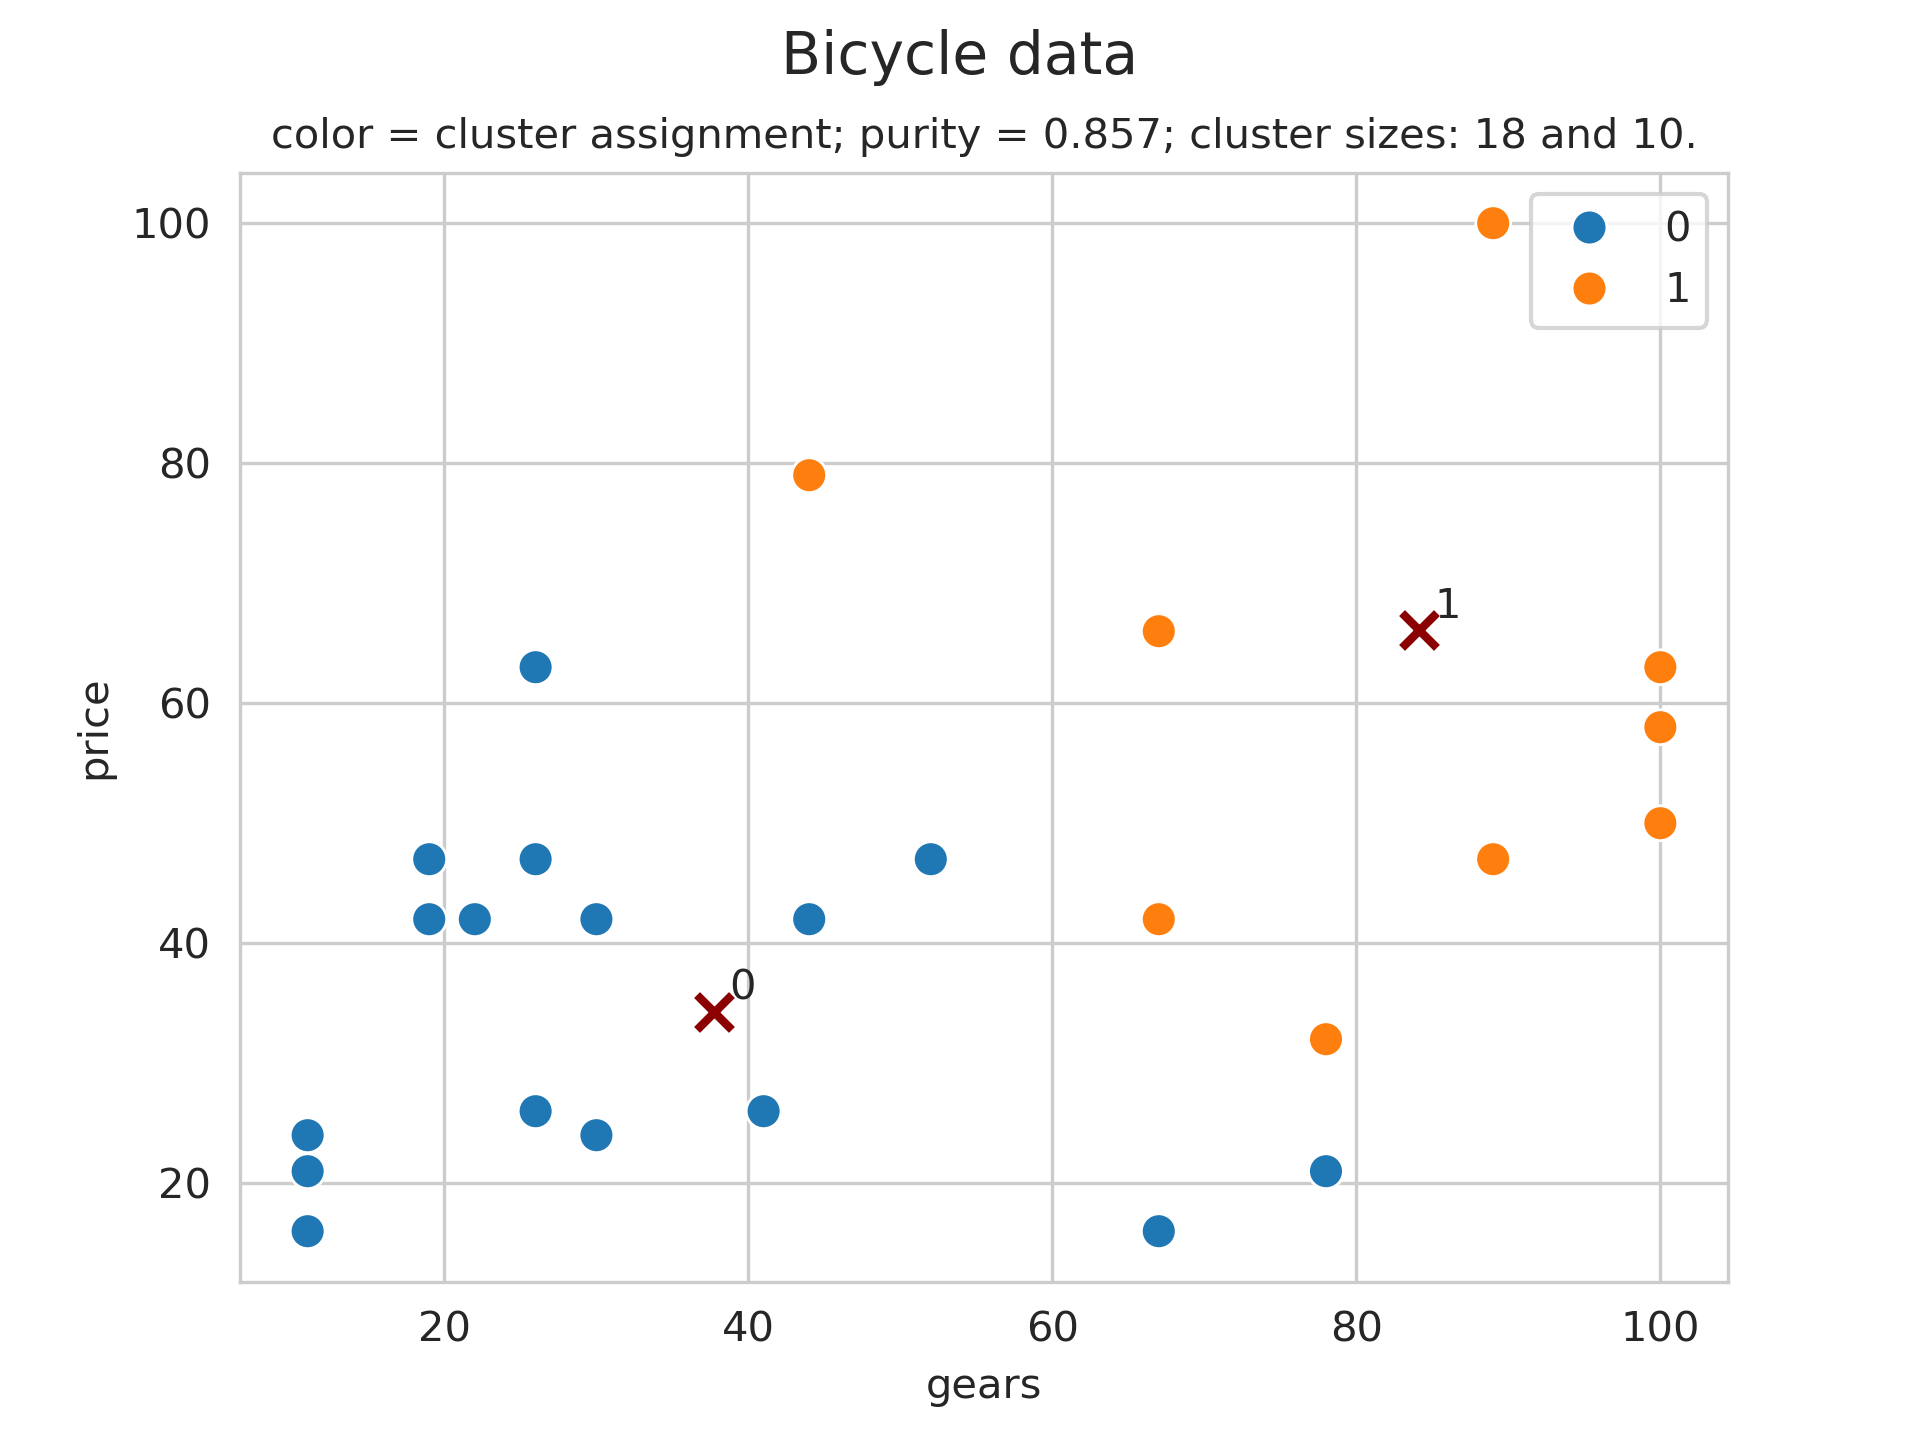 Bicycle data
color = cluster assignment; purity = 0.857; cluster sizes: 18 and 10.
100
80
60
40
20
price
0
1
1
0
20 40 60 80 100
gears